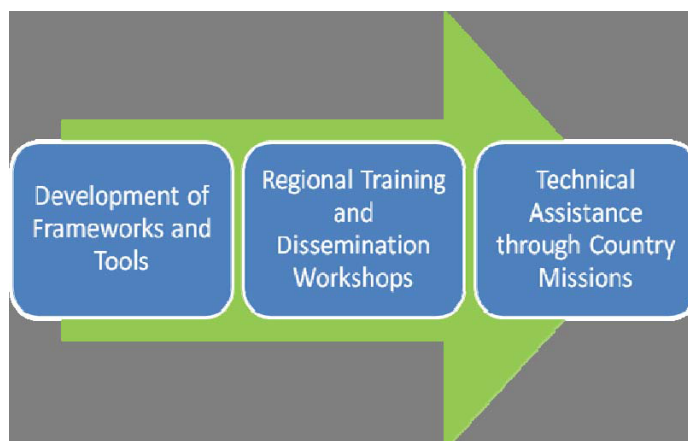 Development of
Frameworks and
Tools
Regional Training
and
Dissemination
Workshops
Technical
Assistance
through Country
Missions